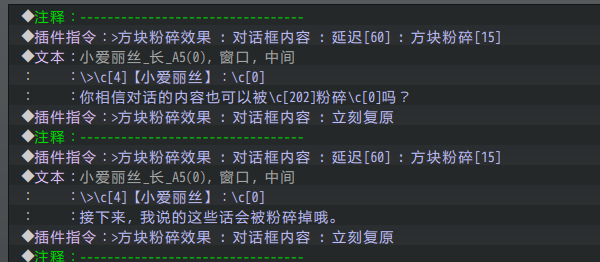 ◆注释：---------------------------------
◆插件指令：>方块粉碎效果 : 对话框内容 : 延迟[60] : 方块粉碎[15]
◆文本：小爱丽丝_长_A5(0), 窗口, 中间
：　　：\>\c[4]【小爱丽丝】：\c[0]
：　　：你相信对话的内容也可以被\c[202]粉碎\c[0]吗？
◆插件指令：>方块粉碎效果 : 对话框内容 : 立刻复原
◆注释：---------------------------------
◆插件指令：>方块粉碎效果 : 对话框内容 : 延迟[60] : 方块粉碎[15]
◆文本：小爱丽丝_长_A5(0), 窗口, 中间
：　　：\>\c[4]【小爱丽丝】：\c[0]
：　　：接下来, 我说的这些话会被粉碎掉哦。
◆插件指令：>方块粉碎效果 : 对话框内容 : 立刻复原
◆注释：---------------------------------